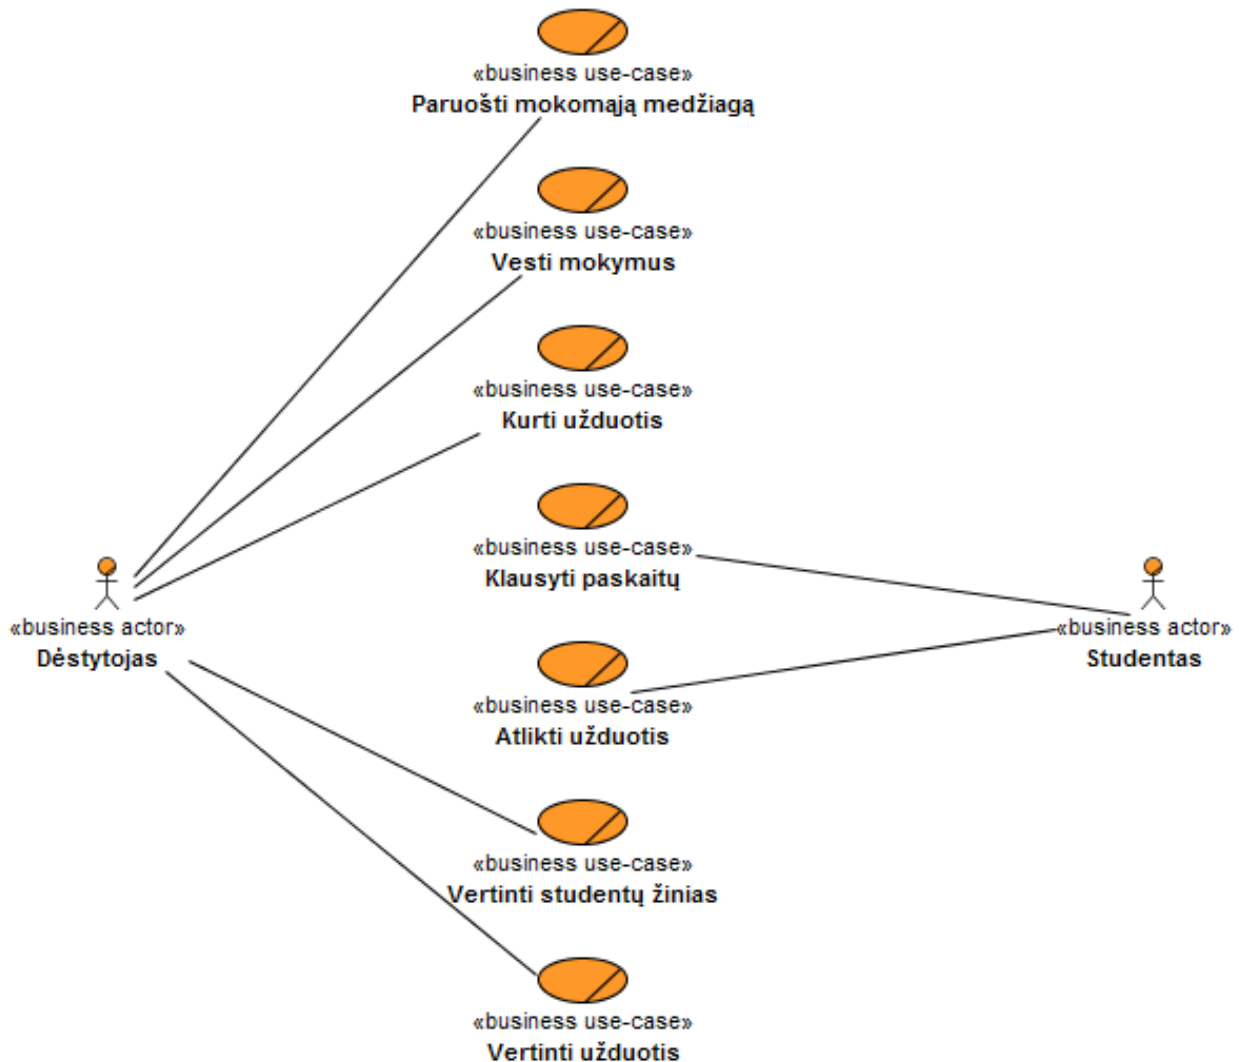 «business use-case»
Paruošti mokomąją medžiagą
«business use-case»
Vesti mokymus
«business use-case»
Kurti užduotis
«business use-case»
Klausyti paskaitų
«business actor»
Dėstytojas
«business actor»
Studentas
«business use-case»
Atlikti užduotis
«business use-case»
Vertinti studentų žinias
«business use-case»
Vertinti užduotis